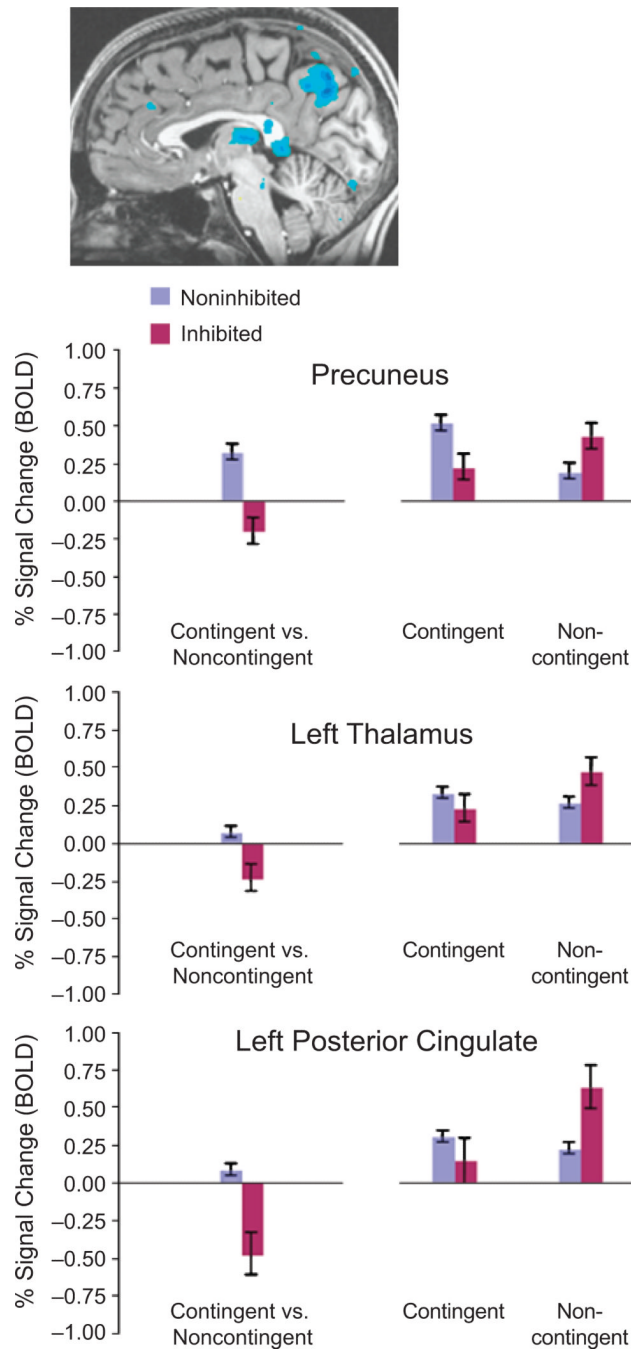 Noninhibited
Inhibited
Precuneus
% Signal Change (BOLD)
1.00
0.75
0.50
0.25
0.00
−0.25
−0.50
−0.75
−1.00
Contingent vs.
Noncontingent
Contingent
Non-
contingent
Left Thalamus
% Signal Change (BOLD)
1.00
0.75
0.50
0.25
0.00
−0.25
−0.50
−0.75
−1.00
Contingent vs.
Noncontingent
Contingent
Non-
contingent
Left Posterior Cingulate
% Signal Change (BOLD)
1.00
0.75
0.50
0.25
0.00
−0.25
−0.50
−0.75
−1.00
Contingent vs.
Noncontingent
Contingent
Non-
contingent